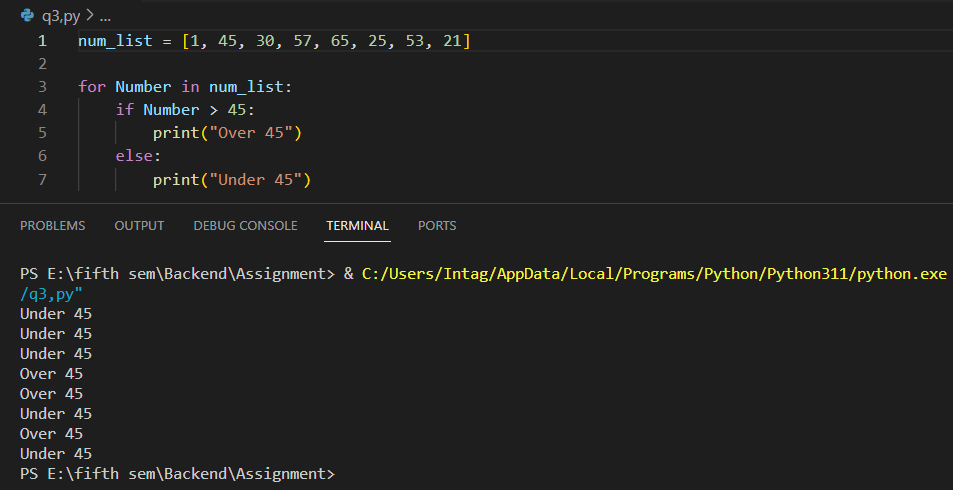 q3,py > ...
1 num_list = [1, 45, 30, 57, 65, 25, 53, 21]
2
3 for Number in num_list:
4     if Number > 45:
5         print("Over 45")
6     else:
7         print("Under 45")
PROBLEMS OUTPUT DEBUG CONSOLE TERMINAL PORTS
PS E:\fifth sem\Backend\Assignment> & C:/Users/Intag/AppData/Local/Programs/Python/Python311/python.exe
/q3,py"
Under 45
Under 45
Under 45
Over 45
Over 45
Under 45
Over 45
Under 45
PS E:\fifth sem\Backend\Assignment>